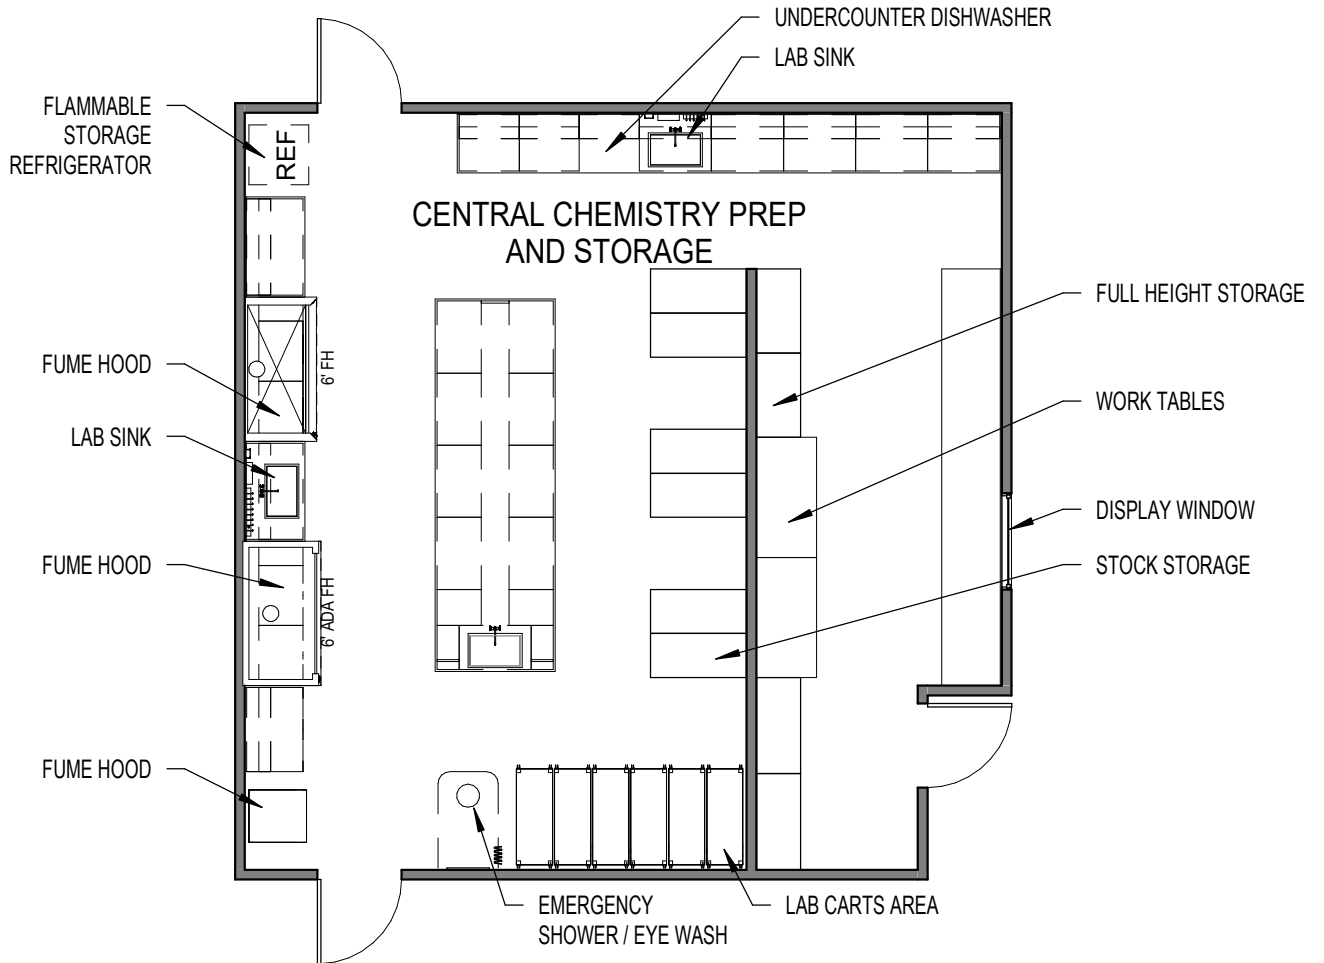 UNDERCOUNTER DISHWASHER
LAB SINK
FLAMMABLE
STORAGE
REFRIGERATOR
REF
CENTRAL CHEMISTRY PREP
AND STORAGE
FULL HEIGHT STORAGE
FUME HOOD
6' FH
WORK TABLES
LAB SINK
DISPLAY WINDOW
FUME HOOD
6' ADA FH
STOCK STORAGE
FUME HOOD
EMERGENCY
SHOWER / EYE WASH
LAB CARTS AREA